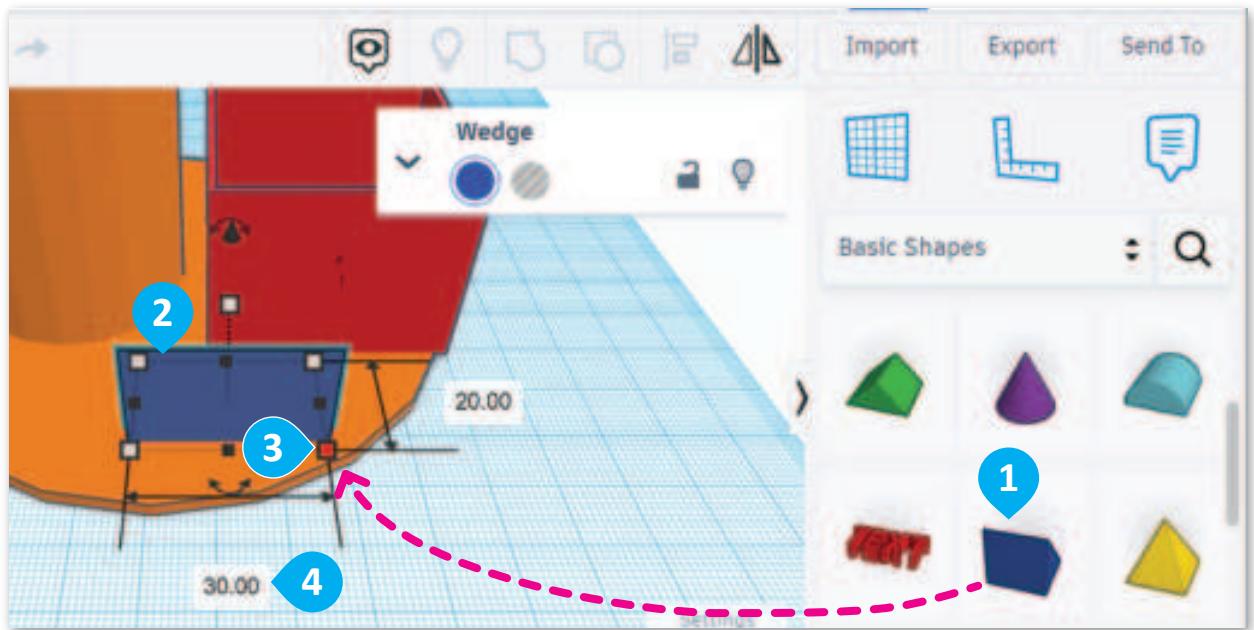 Import Export Send To
Wedge
Basic Shapes
2
20.00
3
1
TEXT
30.00
4
Settings